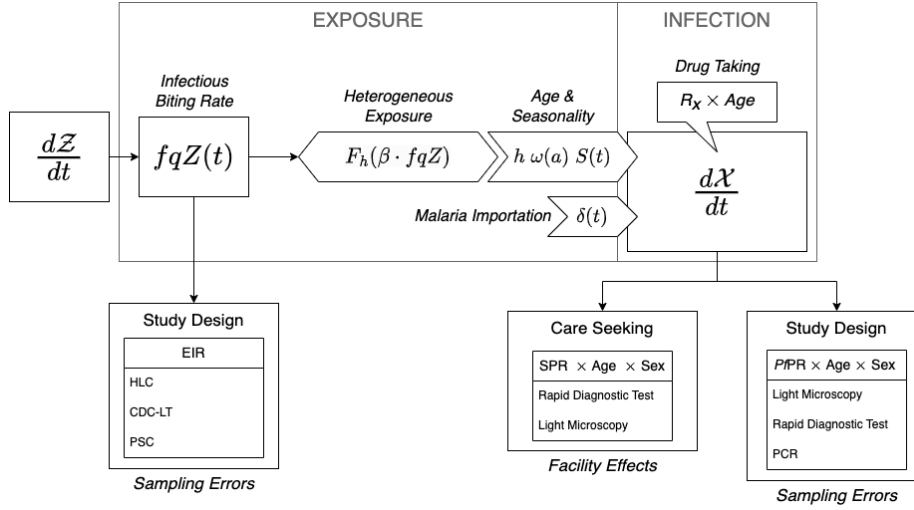 EXPOSURE
INFECTION
Infectious
Biting Rate
Heterogeneous
Exposure
Age &
Seasonality
Drug Taking
R_x × Age
d𝒵/dt
fqZ(t)
F_h(β · fqZ)
h ω(a) S(t)
d𝒳/dt
Malaria Importation
δ(t)
Study Design
EIR
HLC
CDC-LT
PSC
Sampling Errors
Care Seeking
SPR × Age × Sex
Rapid Diagnostic Test
Light Microscopy
Facility Effects
Study Design
PfPR × Age × Sex
Light Microscopy
Rapid Diagnostic Test
PCR
Sampling Errors